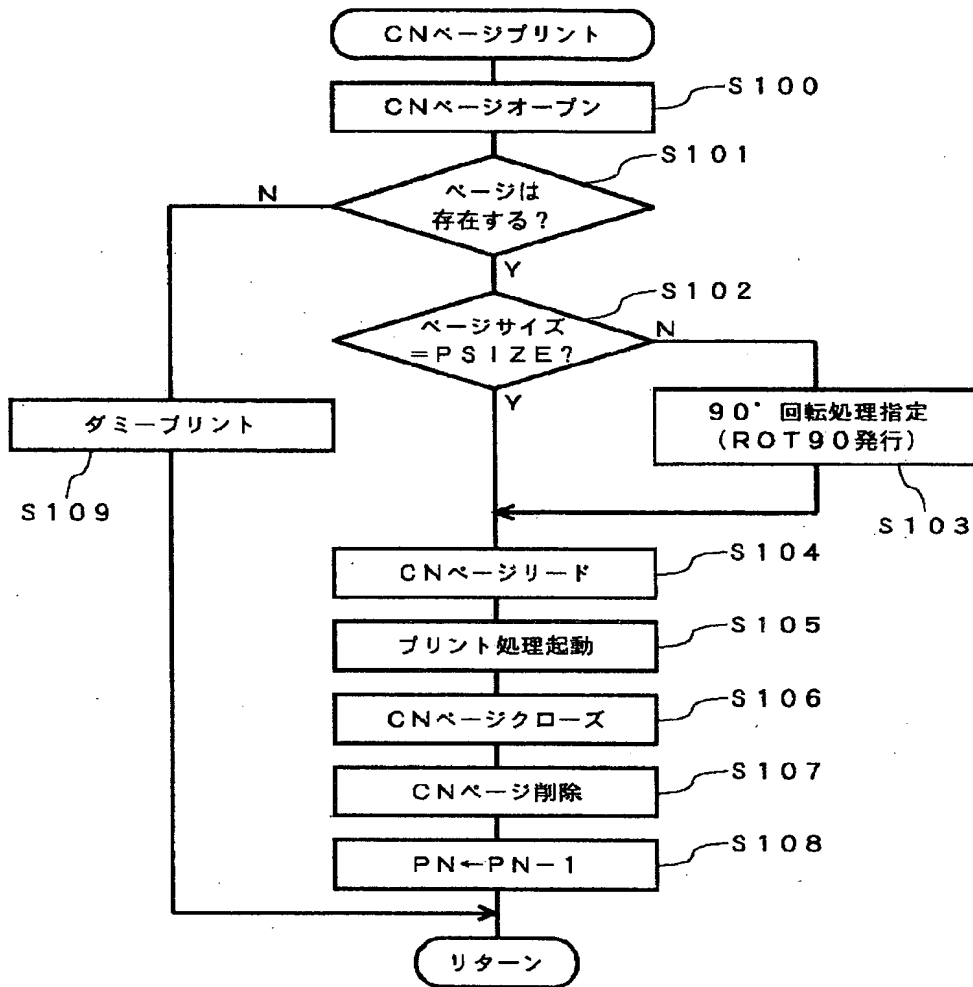 ＣＮページプリント
ＣＮページオープン
Ｓ１００
ページは
存在する？
Ｓ１０１
Ｎ
Ｙ
ページサイズ
＝ＰＳＩＺＥ？
Ｓ１０２
Ｎ
Ｙ
ダミープリント
Ｓ１０９
９０°回転処理指定
（ＲＯＴ９０発行）
Ｓ１０３
ＣＮページリード
Ｓ１０４
プリント処理起動
Ｓ１０５
ＣＮページクローズ
Ｓ１０６
ＣＮページ削除
Ｓ１０７
ＰＮ←ＰＮ－１
Ｓ１０８
リターン